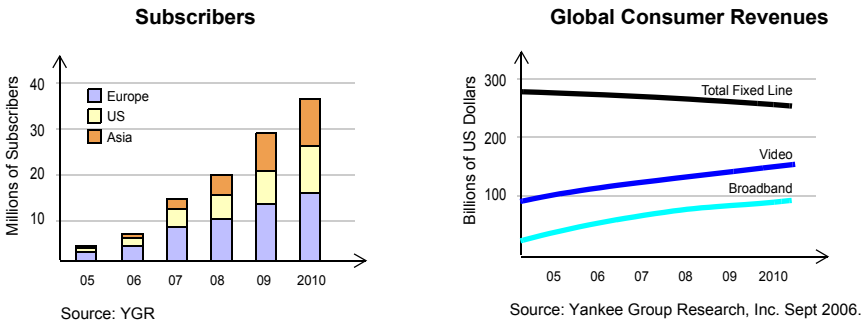 Subscribers
Millions of Subscribers
40
30
20
10
Europe
US
Asia
05 06 07 08 09 2010
Source: YGR
Global Consumer Revenues
Billions of US Dollars
300
200
100
Total Fixed Line
Video
Broadband
05 06 07 08 09 2010
Source: Yankee Group Research, Inc. Sept 2006.